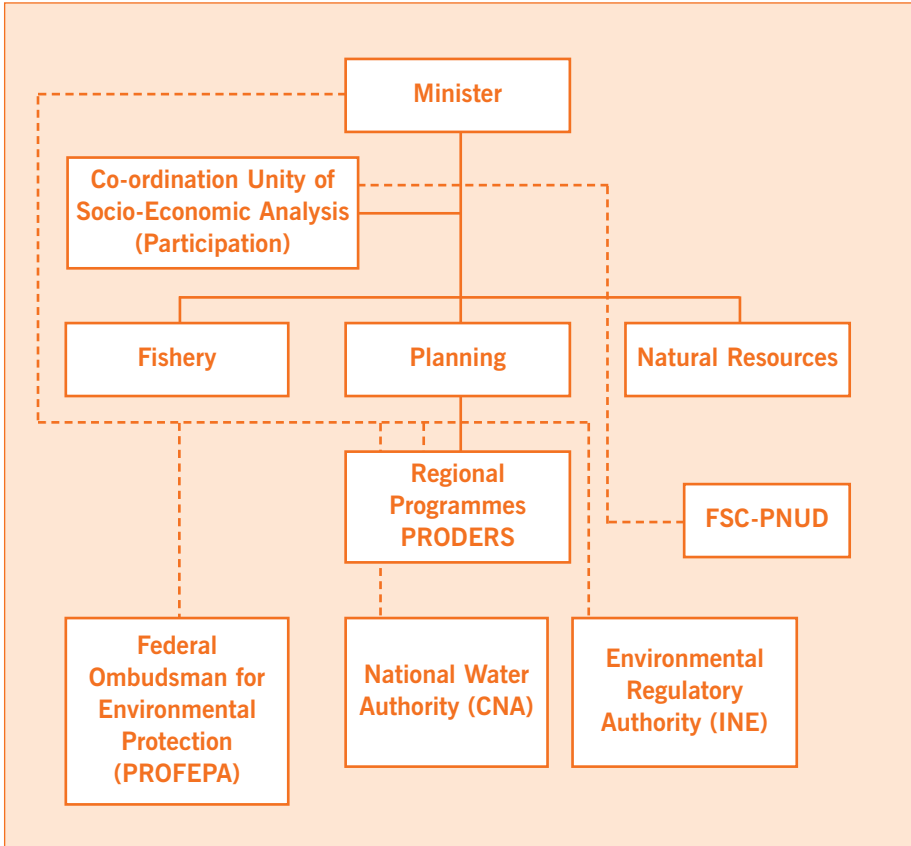 Minister
Co-ordination Unity of
Socio-Economic Analysis
(Participation)
Fishery
Planning
Natural Resources
Regional
Programmes
PRODERS
FSC-PNUD
Federal
Ombudsman for
Environmental
Protection
(PROFEPA)
National Water
Authority (CNA)
Environmental
Regulatory
Authority (INE)